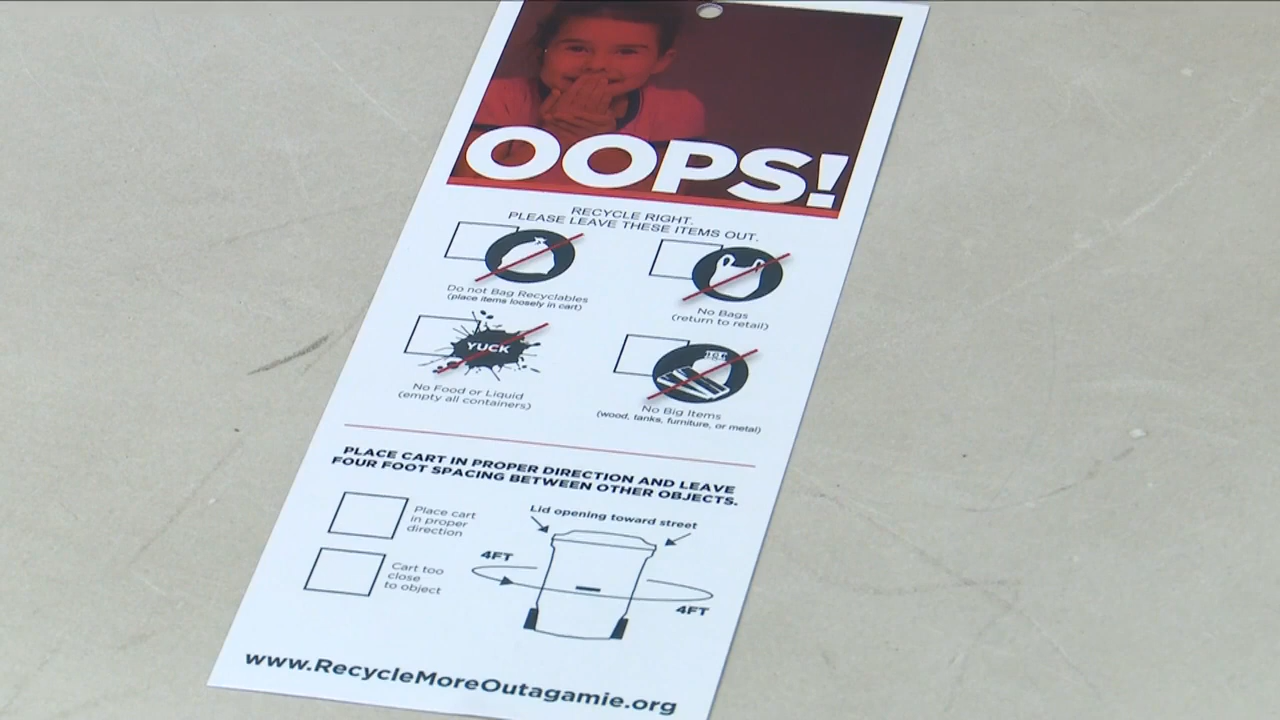 OOPS!
RECYCLE RIGHT.
PLEASE LEAVE THESE ITEMS OUT.
Do not Bag Recyclables
(place items loosely in cart)
No Bags
(return to retail)
YUCK
No Food or Liquid
(empty all containers)
No Big Items
(wood, tanks, furniture, or metal)
PLACE CART IN PROPER DIRECTION AND LEAVE
FOUR FOOT SPACING BETWEEN OTHER OBJECTS.
Place cart
in proper
direction
Cart too
close
to object
Lid opening toward street
4FT
4FT
www.RecycleMoreOutagamie.org